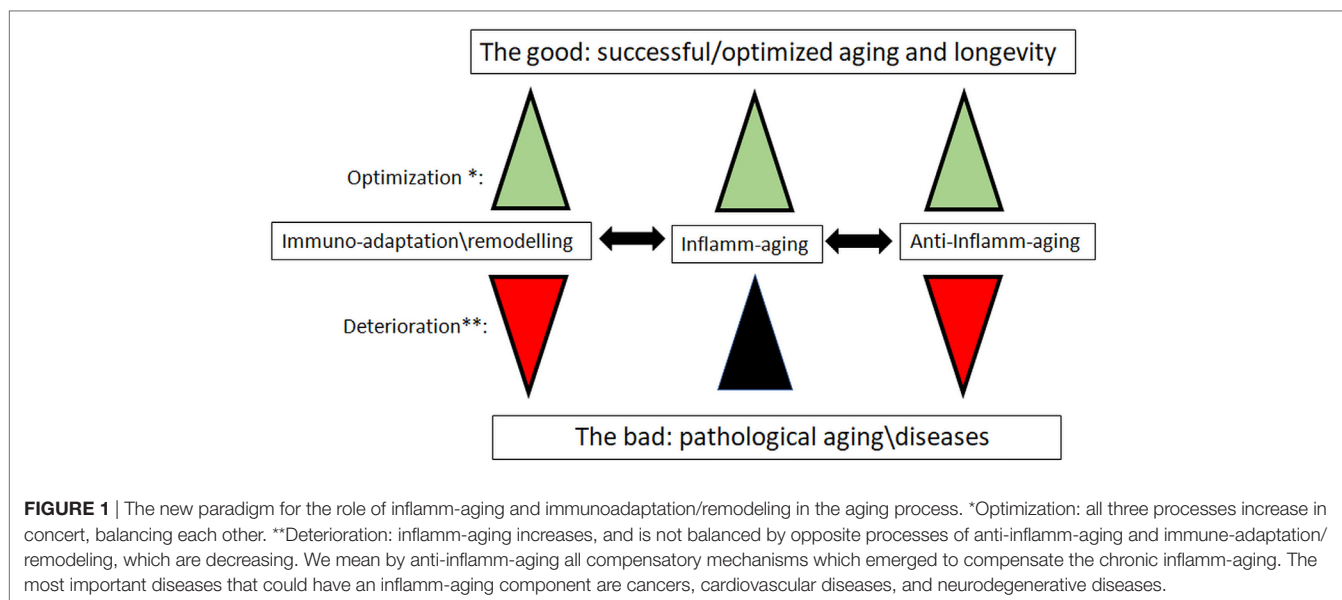 The good: successful/optimized aging and longevity
Optimization *:
Immuno-adaptation\remodelling
Inflamm-aging
Anti-Inflamm-aging
Deterioration**:
The bad: pathological aging\diseases
FIGURE 1 | The new paradigm for the role of inflamm-aging and immunoadaptation/remodeling in the aging process. *Optimization: all three processes increase in
concert, balancing each other. **Deterioration: inflamm-aging increases, and is not balanced by opposite processes of anti-inflamm-aging and immune-adaptation/
remodeling, which are decreasing. We mean by anti-inflamm-aging all compensatory mechanisms which emerged to compensate the chronic inflamm-aging. The
most important diseases that could have an inflamm-aging component are cancers, cardiovascular diseases, and neurodegenerative diseases.